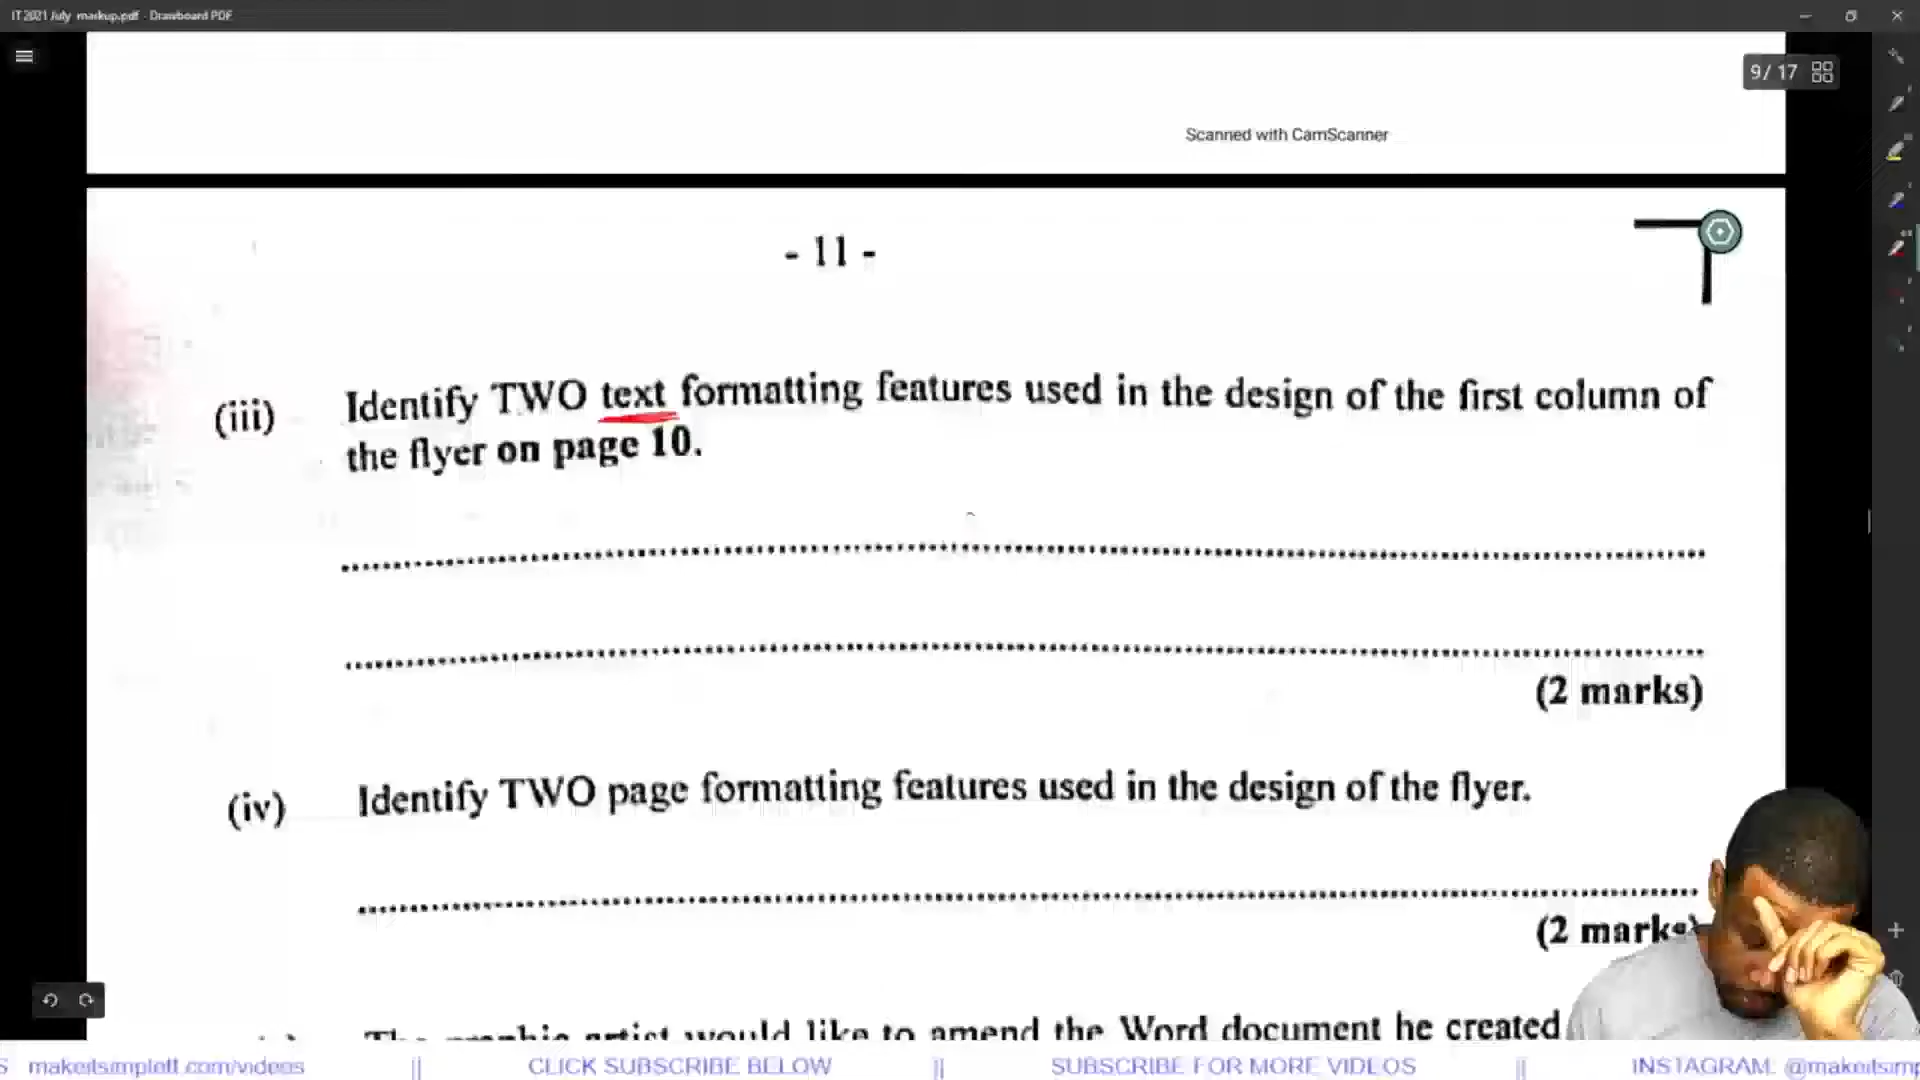 IT 2021 July markup.pdf - Drawboard PDF
9 / 17
Scanned with CamScanner
- 11 -
(iii) Identify TWO text formatting features used in the design of the first column of
the flyer on page 10.
(2 marks)
(iv) Identify TWO page formatting features used in the design of the flyer.
(2 marks)
The graphic artist would like to amend the Word document he created
S makeitsimplett.com/videos || CLICK SUBSCRIBE BELOW || SUBSCRIBE FOR MORE VIDEOS || INSTAGRAM: @makeitsimp